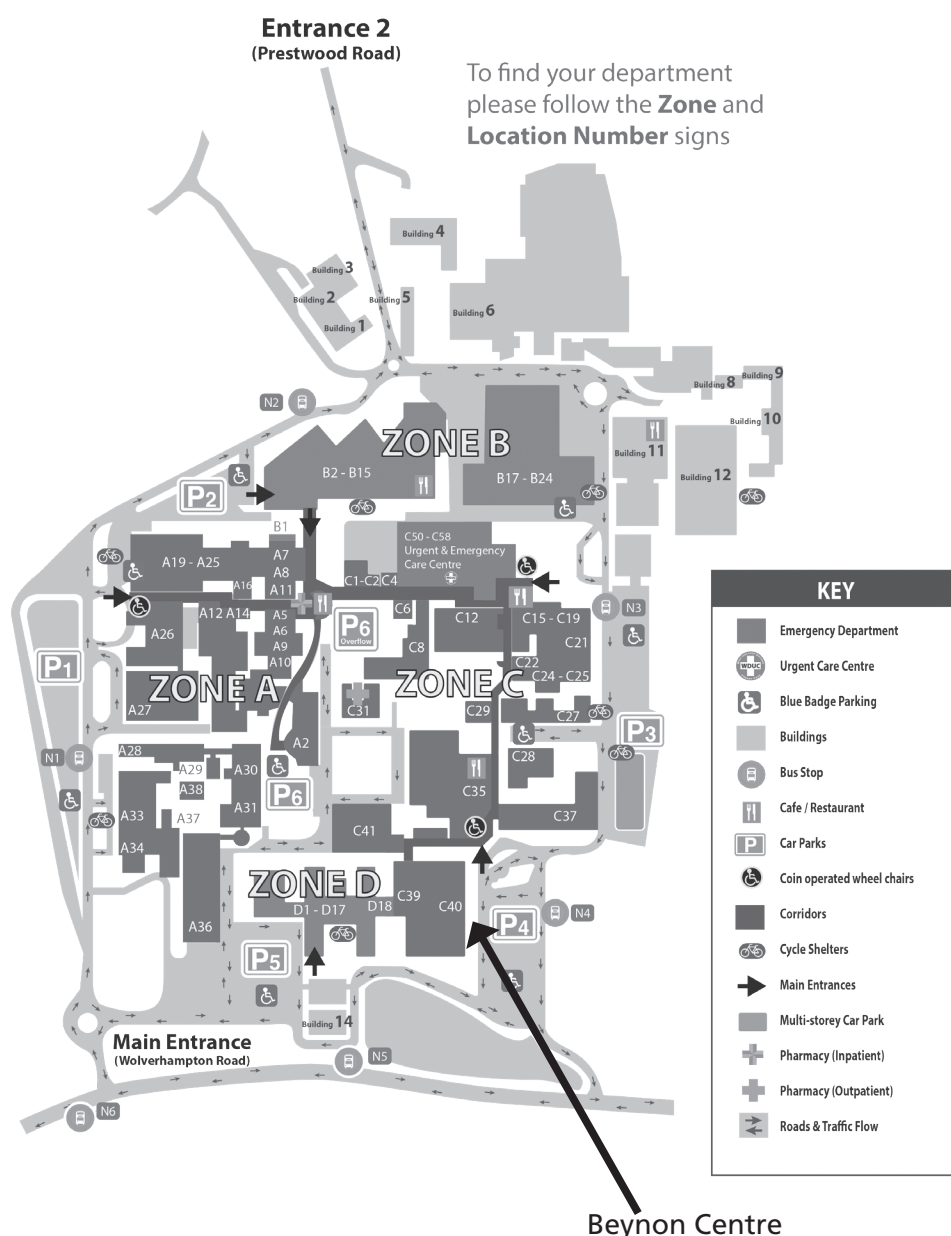 Entrance 2
(Prestwood Road)
To find your department
please follow the Zone and
Location Number signs
Building 4
Building 3
Building 2
Building 5
Building 1
Building 6
Building 9
Building 8
Building 10
N2
ZONE B
Building 11
B2 - B15
B17 - B24
Building 12
P2
B1
C50 - C58
Urgent & Emergency
Care Centre
A7
A19 - A25
A8
A16
A11
C1-C2
C4
KEY
A12
A14
A5
C6
C12
C15 - C19
N3
A26
A6
P6
Overflow
Emergency Department
C8
C21
A9
A10
C22
WDUC
Urgent Care Centre
P1
C24 - C25
ZONE A
ZONE C
Blue Badge Parking
A27
C31
C29
C27
P3
Buildings
A2
N1
A28
C28
Bus Stop
A29
A30
A38
P6
C35
Cafe / Restaurant
A31
A33
A37
C37
C41
P
Car Parks
A34
Coin operated wheel chairs
ZONE D
C39
D1 - D17
D18
C40
N4
Corridors
A36
P4
Cycle Shelters
P5
Main Entrances
Building 14
Multi-storey Car Park
Main Entrance
(Wolverhampton Road)
N5
Pharmacy (Inpatient)
Pharmacy (Outpatient)
N6
Roads & Traffic Flow
Beynon Centre